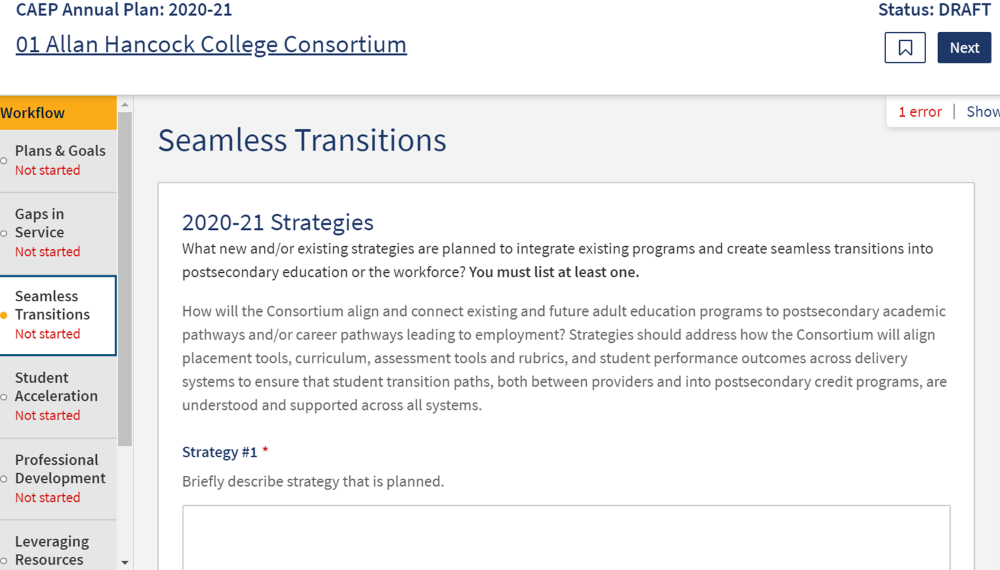 CAEP Annual Plan: 2020-21
Status: DRAFT
01 Allan Hancock College Consortium
Next
Workflow
1 error | Show
Plans & Goals
Not started
Gaps in
Service
Not started
Seamless
Transitions
Not started
Student
Acceleration
Not started
Professional
Development
Not started
Leveraging
Resources
Seamless Transitions
2020-21 Strategies
What new and/or existing strategies are planned to integrate existing programs and create seamless transitions into
postsecondary education or the workforce? You must list at least one.
How will the Consortium align and connect existing and future adult education programs to postsecondary academic
pathways and/or career pathways leading to employment? Strategies should address how the Consortium will align
placement tools, curriculum, assessment tools and rubrics, and student performance outcomes across delivery
systems to ensure that student transition paths, both between providers and into postsecondary credit programs, are
understood and supported across all systems.
Strategy #1 *
Briefly describe strategy that is planned.